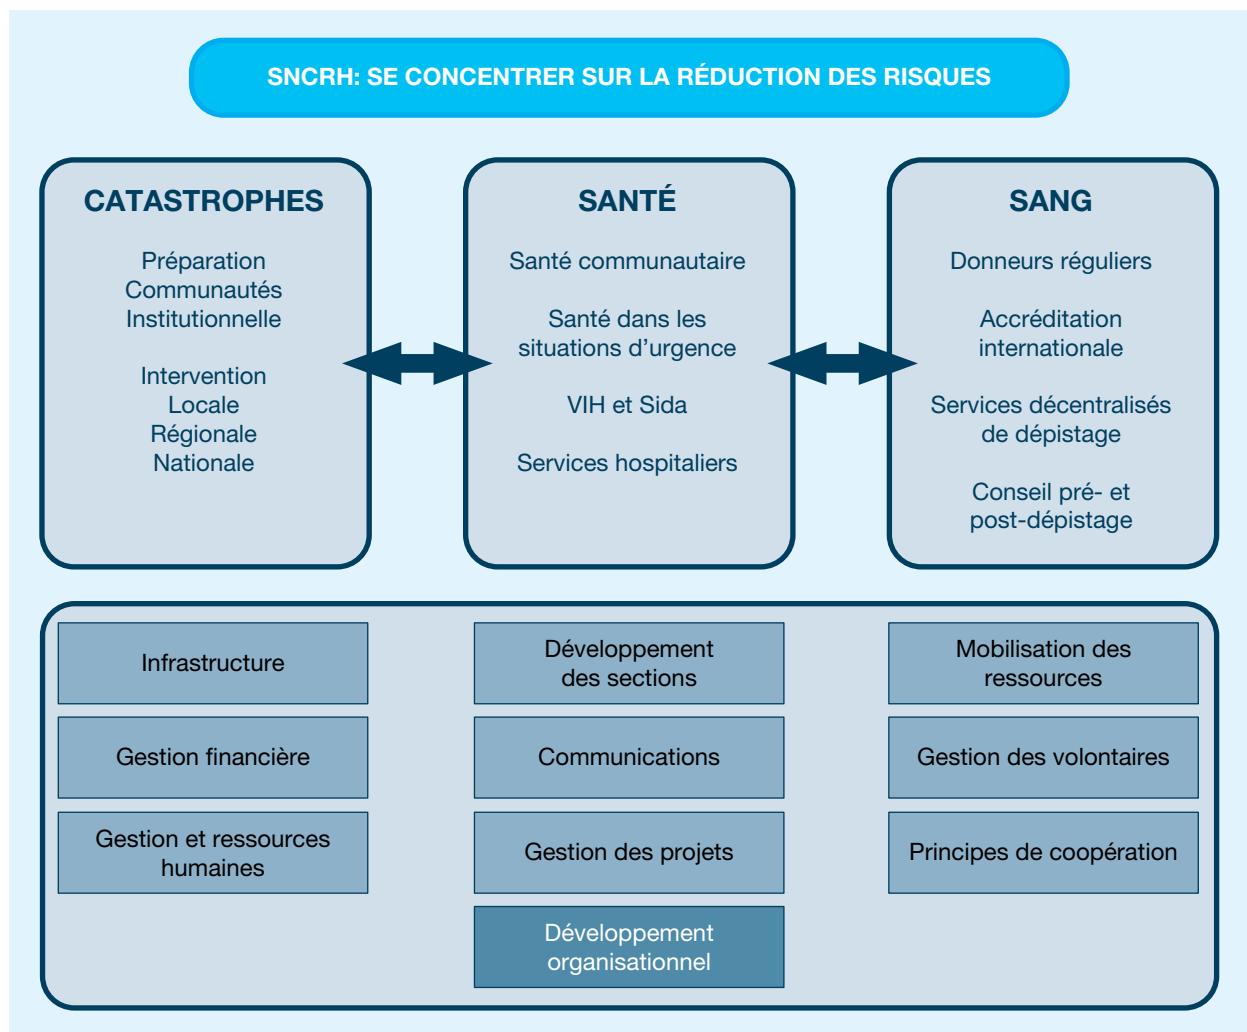 SNCRH: SE CONCENTRER SUR LA RÉDUCTION DES RISQUES
CATASTROPHES
Préparation
Communautés
Institutionnelle
Intervention
Locale
Régionale
Nationale
SANTÉ
Santé communautaire
Santé dans les
situations d’urgence
VIH et Sida
Services hospitaliers
SANG
Donneurs réguliers
Accréditation
internationale
Services décentralisés
de dépistage
Conseil pré- et
post-dépistage
Infrastructure
Développement
des sections
Mobilisation des
ressources
Gestion financière
Communications
Gestion des volontaires
Gestion et ressources
humaines
Gestion des projets
Principes de coopération
Développement
organisationnel